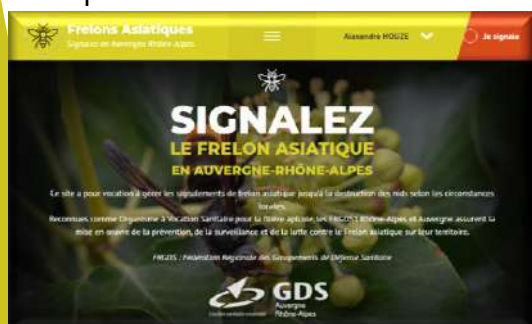 Frelons Asiatiques
Signalez en Auvergne Rhône-Alpes
Alexandre HOUZE
Je signale
SIGNALEZ
LE FRELON ASIATIQUE
EN AUVERGNE-RHÔNE-ALPES
Le site a pour vocation à gérer les signalements de frelon asiatique jusqu'à la destruction des nids selon les circonstances
locales.
Reconnues comme Organisme à Vocation Sanitaire pour la filière apicole, les FRGDS Rhône-Alpes et Auvergne assurent la
mise en oeuvre de la prévention, de la surveillance et de la lutte contre le Frelon asiatique sur leur territoire.
FRGDS : Fédération Régionale des Groupements de Défense Sanitaire
GDS
Auvergne
Rhône-Alpes